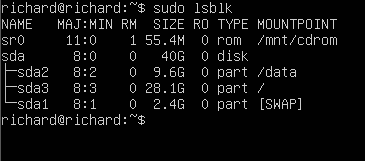 richard@richard:~$ sudo lsblk
NAME   MAJ:MIN RM  SIZE RO TYPE MOUNTPOINT
sr0     11:0    1 55.4M  0 rom  /mnt/cdrom
sda      8:0    0   40G  0 disk
├─sda2   8:2    0  9.6G  0 part /data
├─sda3   8:3    0 28.1G  0 part /
└─sda1   8:1    0  2.4G  0 part [SWAP]
richard@richard:~$